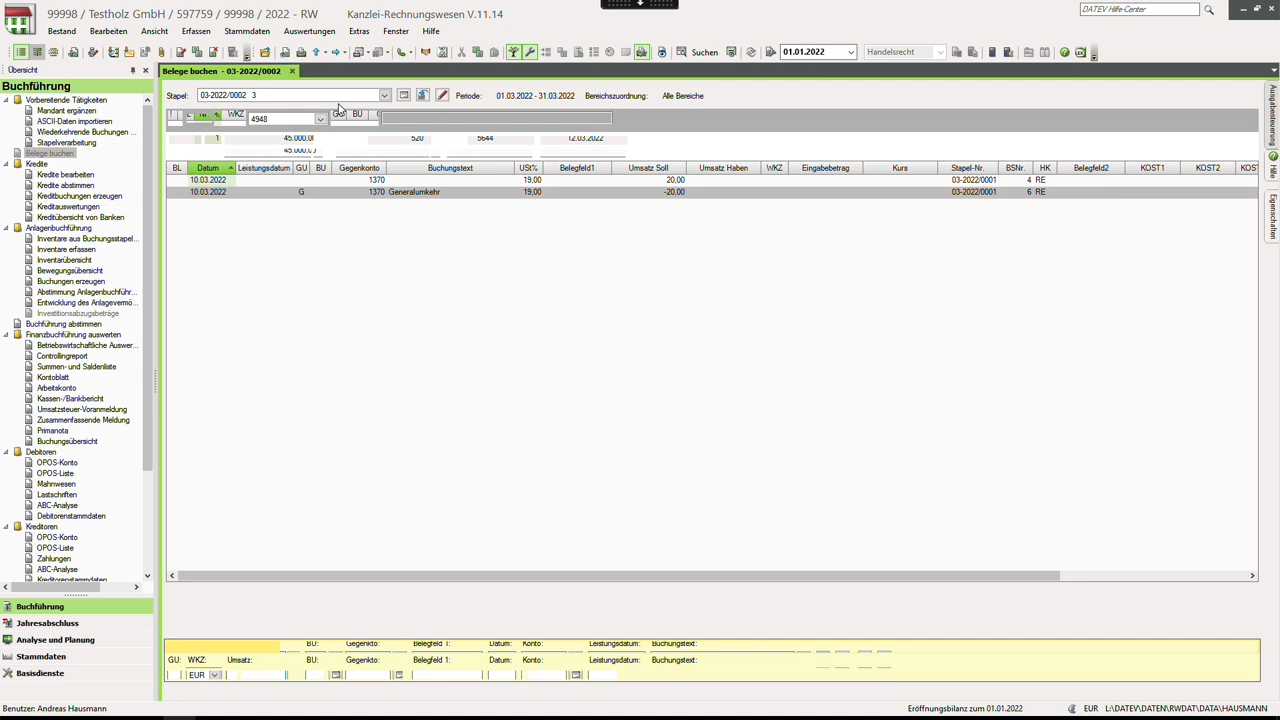 99998 / Testholz GmbH / 597759 / 99998 / 2022 - RW Kanzlei-Rechnungswesen V.11.14 DATEV Hilfe-Center
Bestand Bearbeiten Ansicht Erfassen Stammdaten Auswertungen Extras Fenster Hilfe
Suchen 01.01.2022 Handelsrecht
Übersicht
Belege buchen - 03-2022/0002
Buchführung
Stapel: 03-2022/0002 3 Periode: 01.03.2022 - 31.03.2022 Bereichszuordnung: Alle Bereiche
Vorbereitende Tätigkeiten
Mandant ergänzen
ASCII-Daten importieren
Wiederkehrende Buchungen ...
Stapelverarbeitung
Belege buchen
Kredite
Kredite bearbeiten
Kredite abstimmen
Kreditbuchungen erzeugen
Kreditauswertungen
Kreditübersicht von Banken
Anlagenbuchführung
Inventare aus Buchungsstapel...
Inventare erfassen
Inventarübersicht
Bewegungsübersicht
Buchungen erzeugen
Abstimmung Anlagenbuchführ...
Entwicklung des Anlagevermö...
Investitionsabzugsbeträge
Buchführung abstimmen
Finanzbuchführung auswerten
Betriebswirtschaftliche Auswer...
Controllingreport
Summen- und Saldenliste
Kontoblatt
Arbeitskonto
Kassen-/Bankbericht
Umsatzsteuer-Voranmeldung
Zusammenfassende Meldung
Primanota
Buchungsübersicht
Debitoren
OPOS-Konto
OPOS-Liste
Mahnwesen
Lastschriften
ABC-Analyse
Debitorenstammdaten
Kreditoren
OPOS-Konto
OPOS-Liste
Zahlungen
ABC-Analyse
Kreditorenstammdaten
Buchführung
Jahresabschluss
Analyse und Planung
Stammdaten
Basisdienste
Nr. WKZ 4948 GU BU
1 45.000,0 520 5644 12.03.2022
45.000,0
BL Datum Leistungsdatum GU BU Gegenkonto Buchungstext USt% Belegfeld1 Umsatz Soll Umsatz Haben WKZ Eingabebetrag Kurs Stapel-Nr. BSNr. HK Belegfeld2 KOST1 KOST2 KOS
10.03.2022 1370 19,00 20,00 03-2022/0001 4 RE
10.03.2022 G 1370 Generalumkehr 19,00 -20,00 03-2022/0001 6 RE
BU: Gegenkto: Belegfeld 1: Datum: Konto: Leistungsdatum: Buchungstext:
GU: WKZ: Umsatz: BU: Gegenkto: Belegfeld 1: Datum: Konto: Leistungsdatum: Buchungstext:
EUR
Ausgabesteuerung
Hilfe
Eigenschaften
Benutzer: Andreas Hausmann Eröffnungsbilanz zum 01.01.2022 EUR L:\DATEV\DATEN\RWDAT\DATA\HAUSMANN